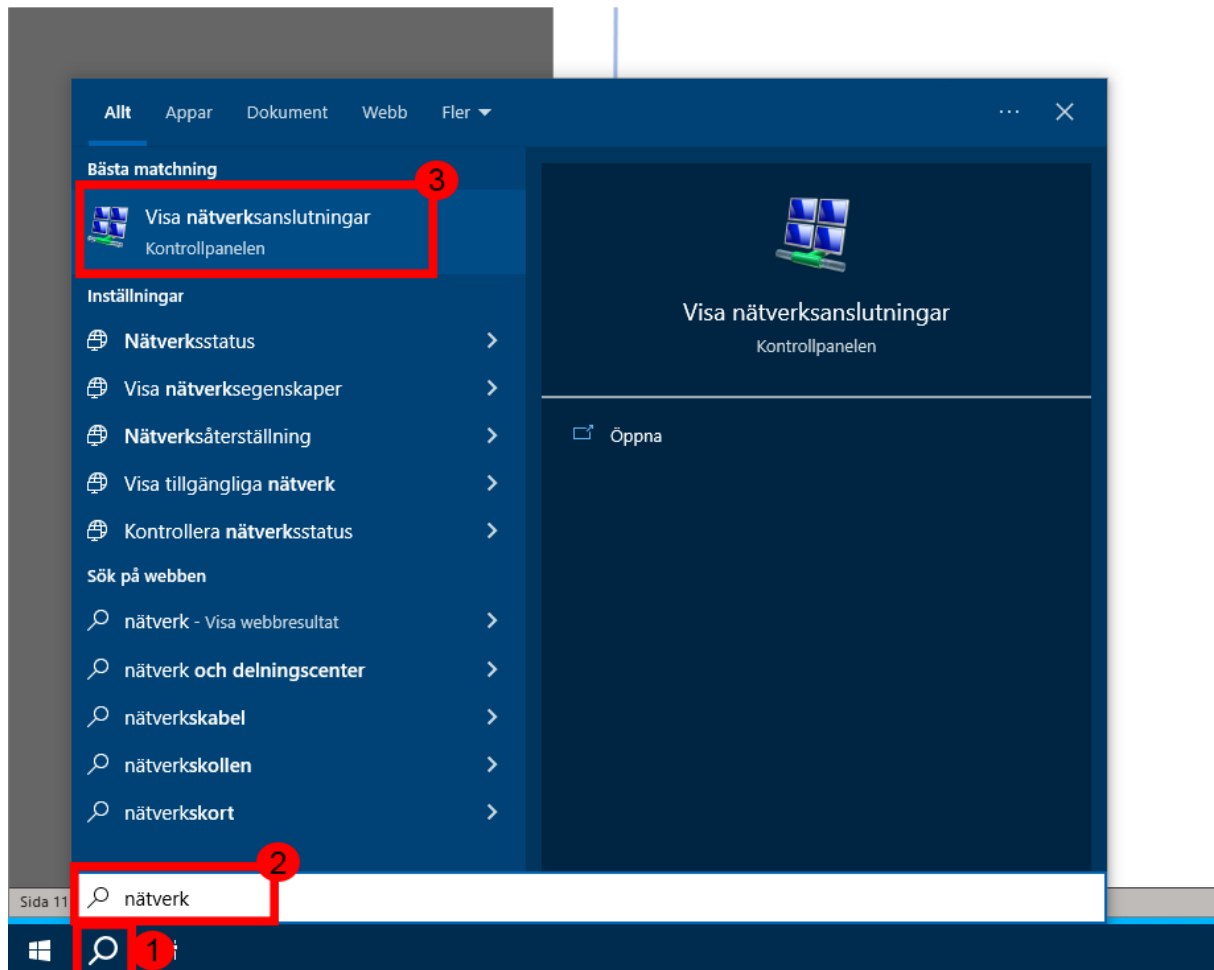 Allt Appar Dokument Webb Fler
Bästa matchning
3
Visa nätverksanslutningar
Kontrollpanelen
Inställningar
Nätverksstatus
Visa nätverksegenskaper
Nätverksåterställning
Visa tillgängliga nätverk
Kontrollera nätverksstatus
Sök på webben
nätverk - Visa webbresultat
nätverk och delningscenter
nätverkskabel
nätverkskollen
nätverkskort
Visa nätverksanslutningar
Kontrollpanelen
Öppna
2
Sida 11
nätverk
1